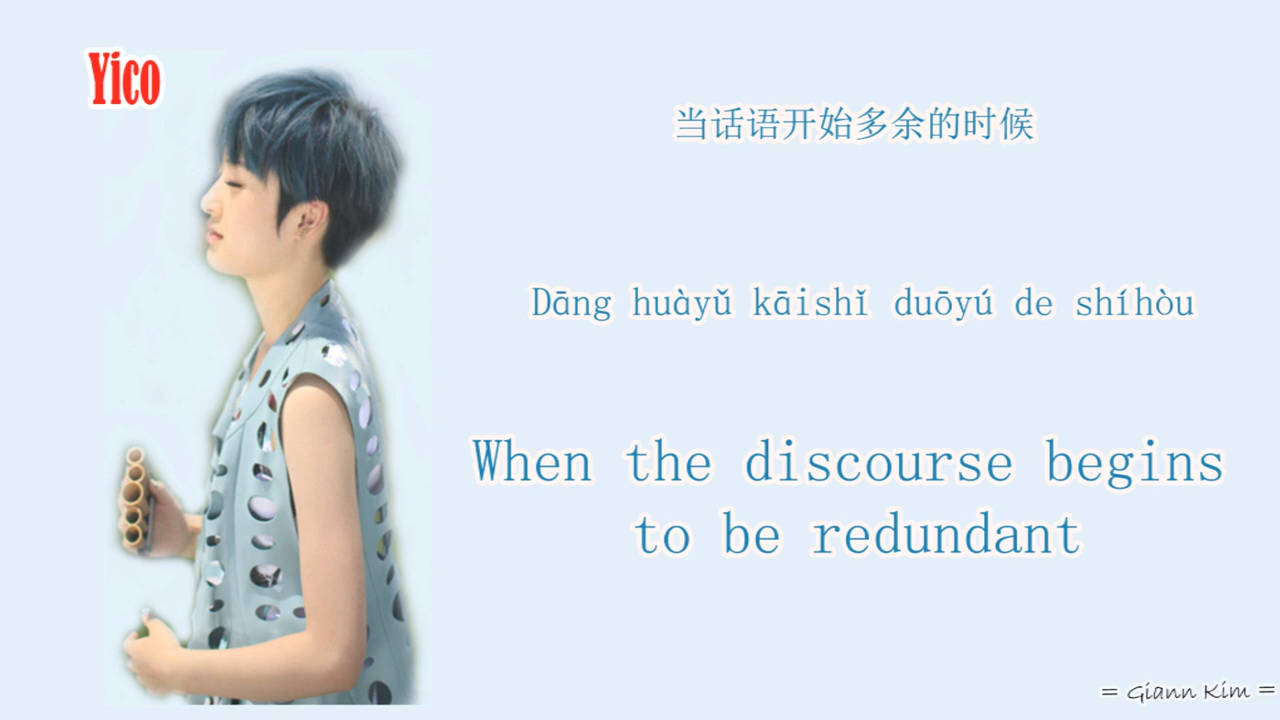 Yico
当话语开始多余的时候
Dāng huàyǔ kāishǐ duōyú de shíhòu
When the discourse begins
to be redundant
= Giann Kim =